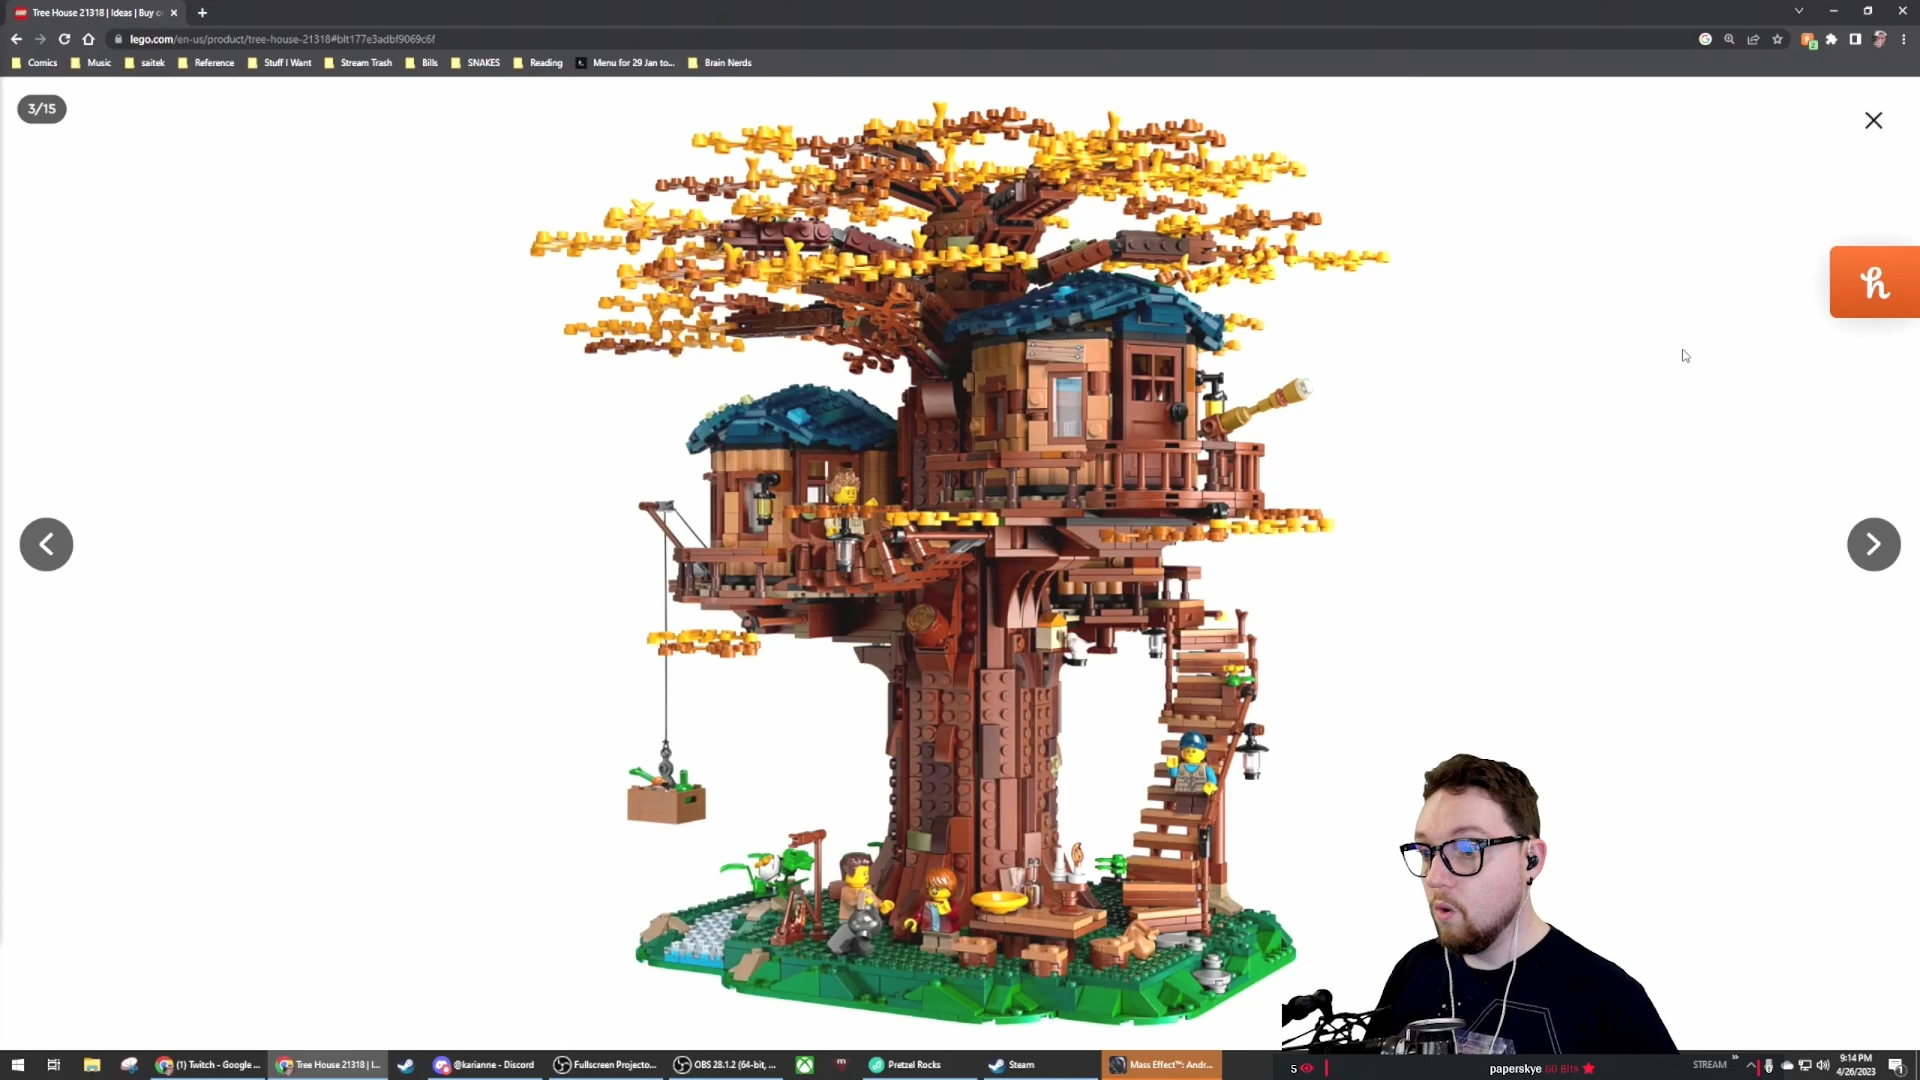 Tree House 21318 | Ideas | Buy o
lego.com/en-us/product/tree-house-21318#blt177e3adbf9069c6f
Comics Music saitek Reference Stuff I Want Stream Trash Bills SNAKES Reading Menu for 29 Jan to... Brain Nerds
3/15
(1) Twitch - Google ... Tree House 21318 | I... @karianne - Discord Fullscreen Projecto... OBS 28.1.2 (64-bit, ... Pretzel Rocks Steam Mass Effect™: Andr...
5 paperskye 60 Bits STREAM 9:14 PM
4/26/2023